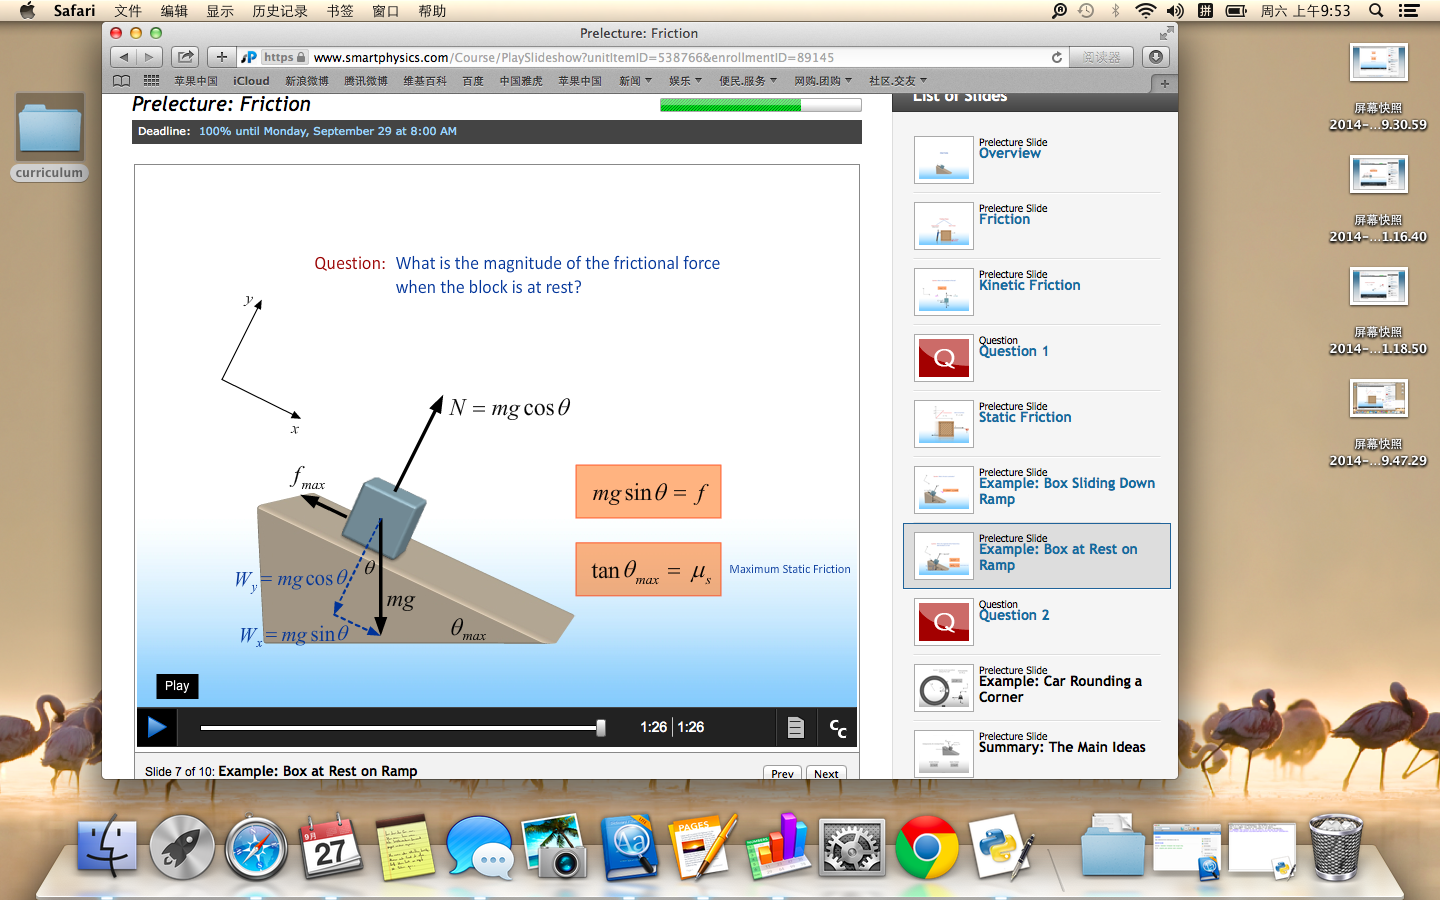 Safari 文件 编辑 显示 历史记录 书签 窗口 帮助
拼 周六 上午9:53
Prelecture: Friction
https www.smartphysics.com/Course/PlaySlideshow?unitItemID=538766&enrollmentID=89145 阅读器
苹果中国 iCloud 新浪微博 腾讯微博 维基百科 百度 中国雅虎 苹果中国 新闻 娱乐 便民.服务 网购.团购 社区.交友
Prelecture: Friction
Deadline: 100% until Monday, September 29 at 8:00 AM
Question: What is the magnitude of the frictional force
when the block is at rest?
y
x
N = mg cos θ
f max
mg sin θ = f
tan θ max = μ s Maximum Static Friction
θ
W y = mg cos θ
mg
W x = mg sin θ
θ max
Play
1:26 1:26
CC
Slide 7 of 10: Example: Box at Rest on Ramp
Prev Next
List of Slides
Prelecture Slide
Overview
Prelecture Slide
Friction
Prelecture Slide
Kinetic Friction
Q
Question
Question 1
Prelecture Slide
Static Friction
Prelecture Slide
Example: Box Sliding Down
Ramp
Prelecture Slide
Example: Box at Rest on
Ramp
Q
Question
Question 2
Prelecture Slide
Example: Car Rounding a
Corner
Prelecture Slide
Summary: The Main Ideas
curriculum
屏幕快照
2014-...9.30.59
屏幕快照
2014-...1.16.40
屏幕快照
2014-...1.18.50
屏幕快照
2014-...9.47.29
9月
27
PAGES
Aa